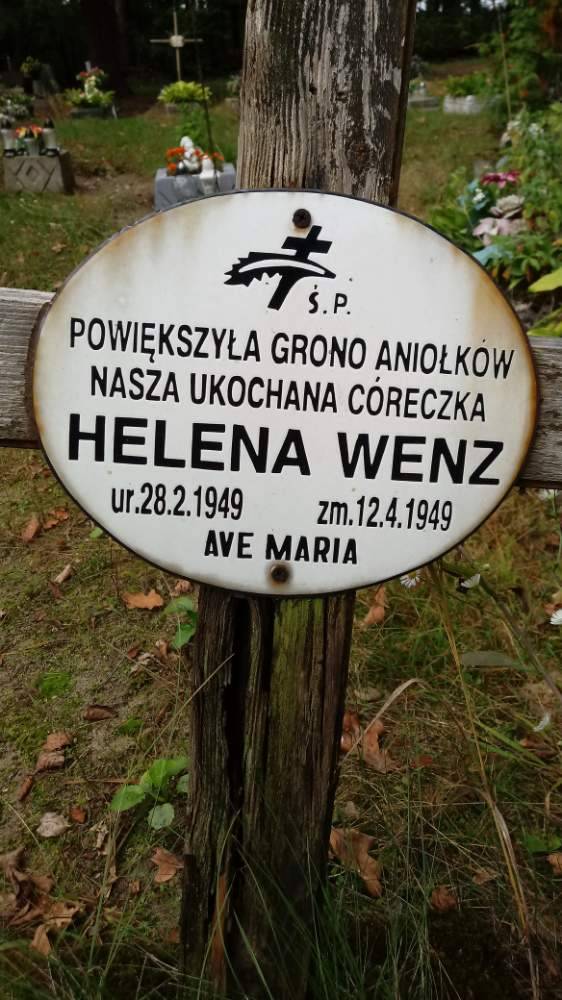 Ś.P.
POWIĘKSZYŁA GRONO ANIOŁKÓW
NASZA UKOCHANA CÓRECZKA
HELENA WENZ
ur.28.2.1949 zm.12.4.1949
AVE MARIA